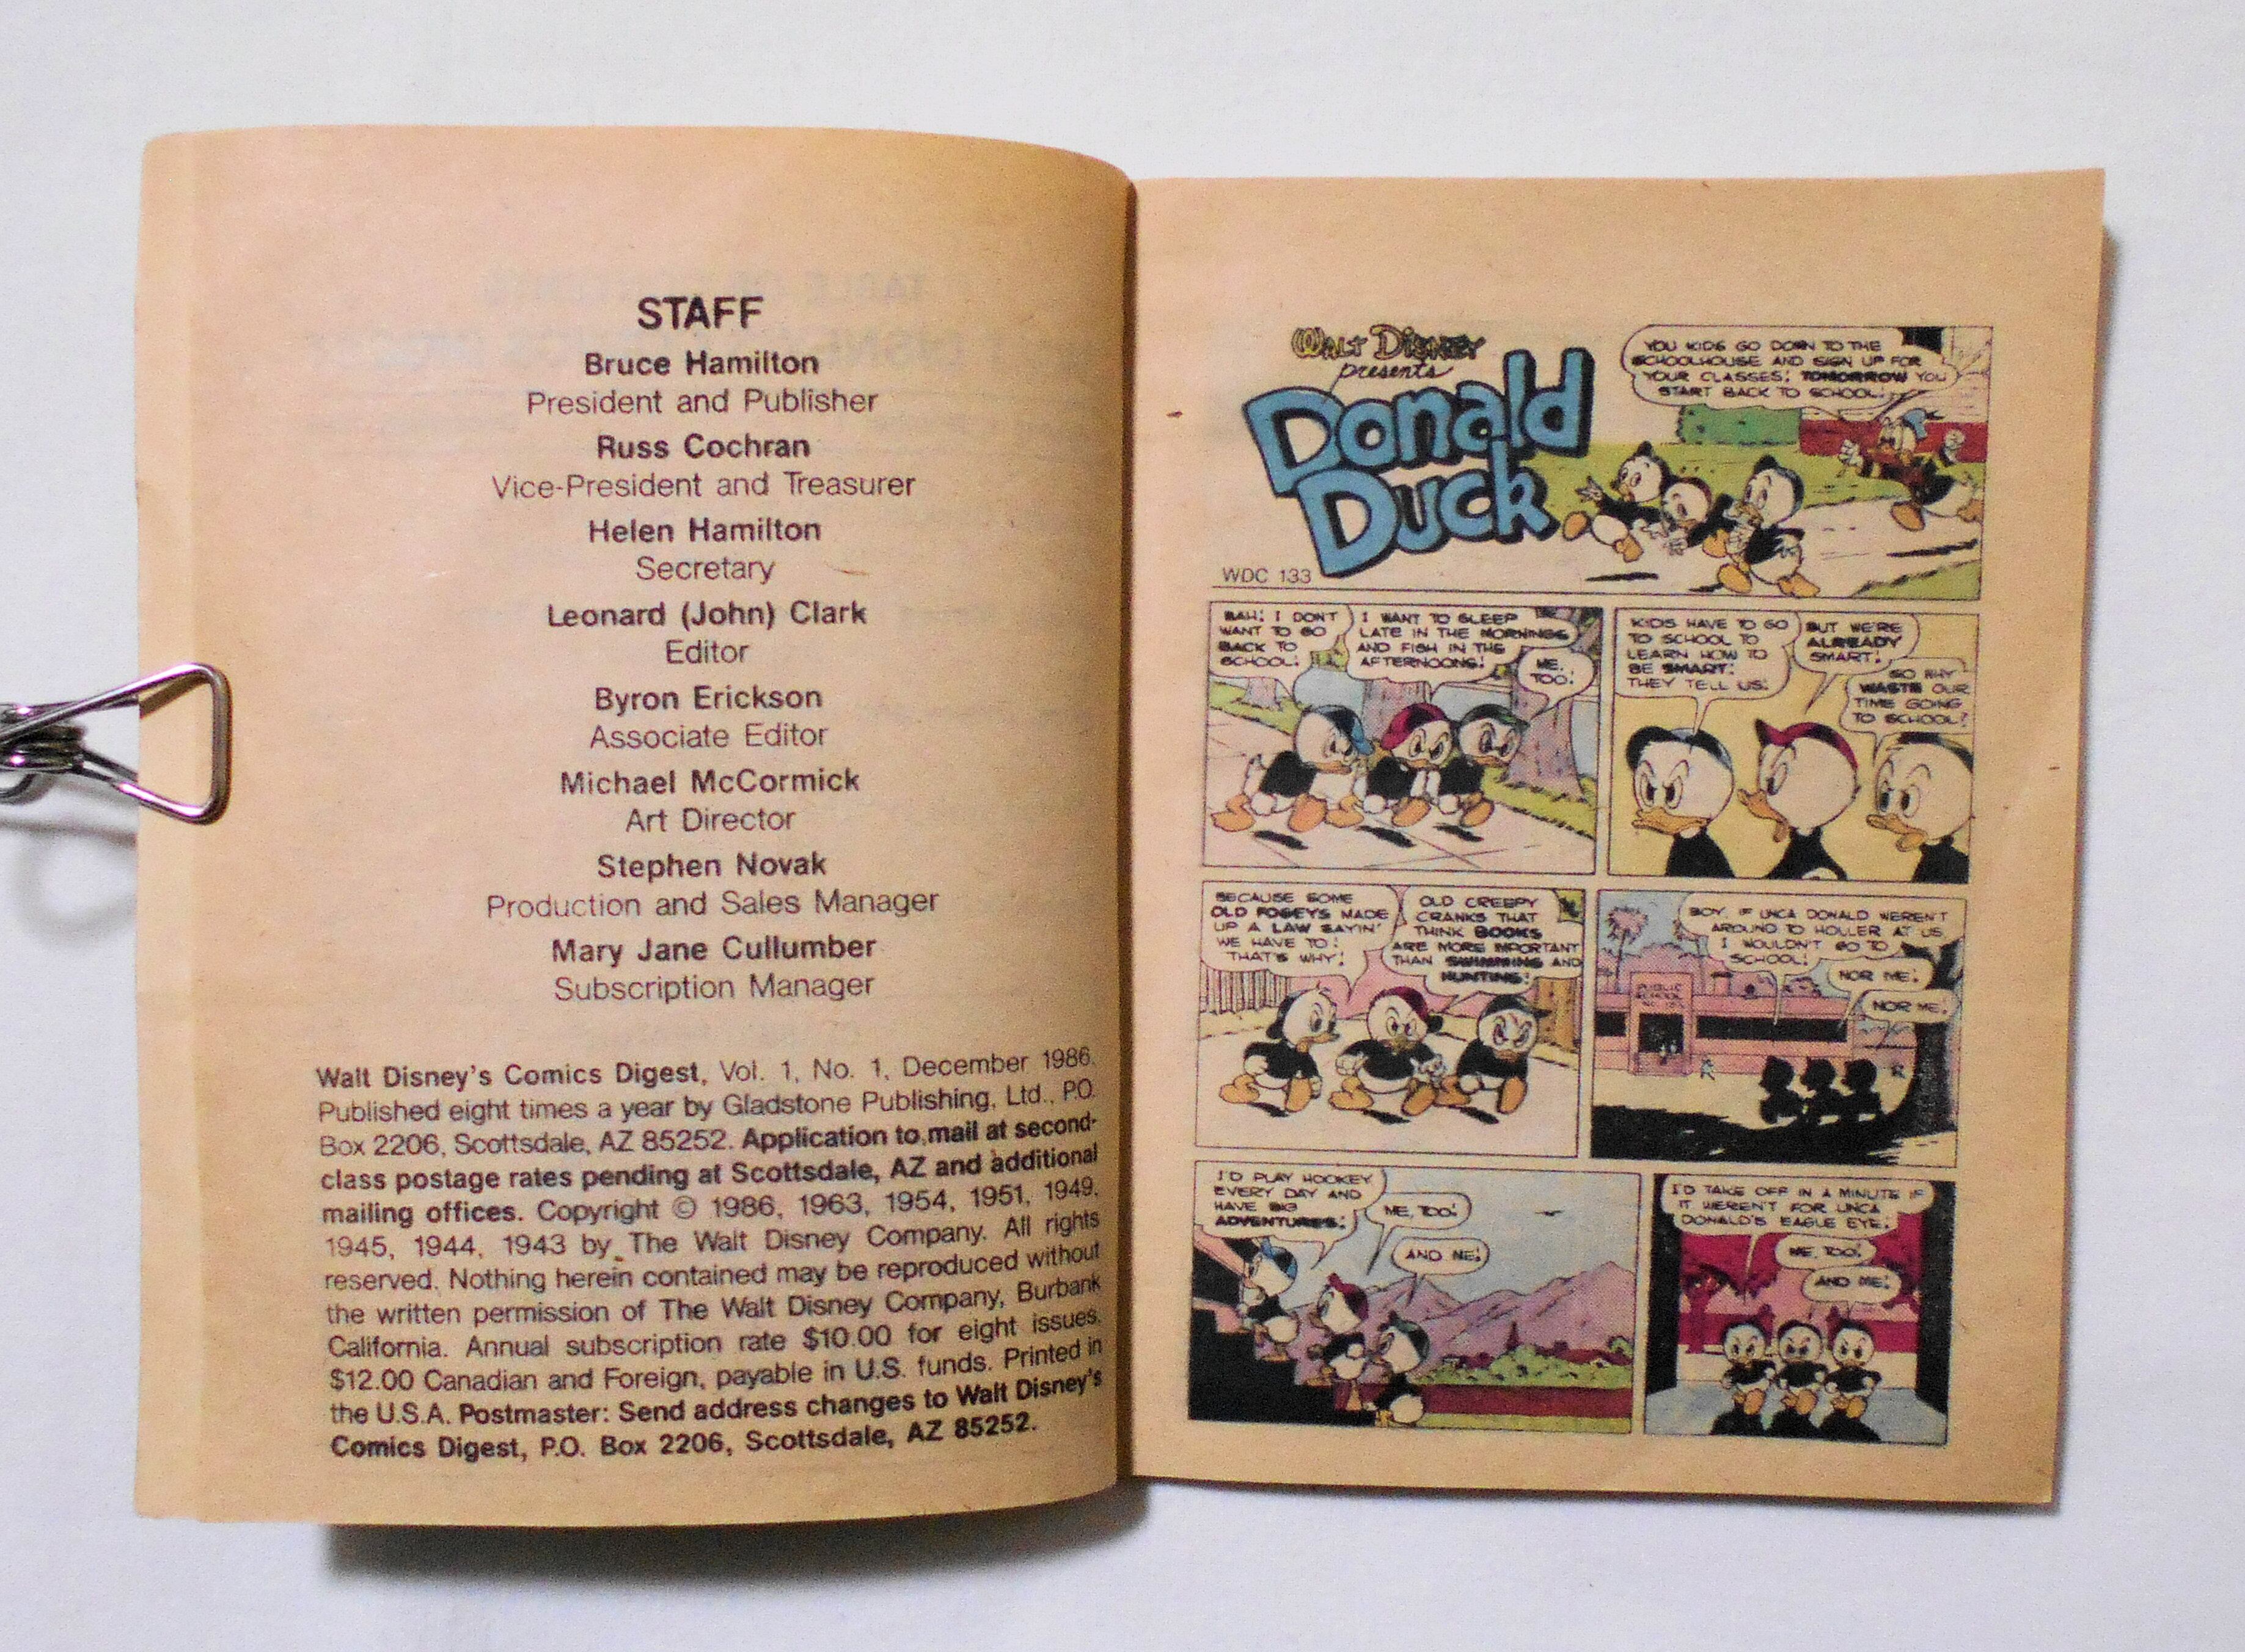 STAFF
Bruce Hamilton
President and Publisher
Russ Cochran
Vice-President and Treasurer
Helen Hamilton
Secretary
Leonard (John) Clark
Editor
Byron Erickson
Associate Editor
Michael McCormick
Art Director
Stephen Novak
Production and Sales Manager
Mary Jane Cullumber
Subscription Manager
Walt Disney's Comics Digest, Vol. 1, No. 1, December 1986.
Published eight times a year by Gladstone Publishing, Ltd., P.O.
Box 2206, Scottsdale, AZ 85252. Application to mail at second-
class postage rates pending at Scottsdale, AZ and additional
mailing offices. Copyright © 1986, 1963, 1954, 1951, 1949,
1945, 1944, 1943 by The Walt Disney Company. All rights
reserved. Nothing herein contained may be reproduced without
the written permission of The Walt Disney Company, Burbank
California. Annual subscription rate $10.00 for eight issues.
$12.00 Canadian and Foreign, payable in U.S. funds. Printed in
the U.S.A. Postmaster: Send address changes to Walt Disney's
Comics Digest, P.O. Box 2206, Scottsdale, AZ 85252.
WALT DISNEY
presents
Donald
Duck
WDC 133
YOU KIDS GO DOWN TO THE
SCHOOLHOUSE AND SIGN UP FOR
YOUR CLASSES! TOMORROW YOU
START BACK TO SCHOOL!
BAH! I DON'T
WANT TO GO
BACK TO
SCHOOL!
I WANT TO SLEEP
LATE IN THE MORNINGS
AND FISH IN THE
AFTERNOONS!
ME,
TOO!
KIDS HAVE TO GO
TO SCHOOL TO
LEARN HOW TO
BE SMART!
THEY TELL US!
BUT WE'RE
ALREADY
SMART!
SO WHY
WASTE OUR
TIME GOING
TO SCHOOL?
BECAUSE SOME
OLD FOGEYS MADE
UP A LAW SAYIN'
WE HAVE TO!
THAT'S WHY!
OLD CREEPY
CRANKS THAT
THINK BOOKS
ARE MORE IMPORTANT
THAN SWIMMING AND
HUNTING!
BOY, IF UNCA DONALD WEREN'T
AROUND TO HOLLER AT US,
I WOULDN'T GO TO
SCHOOL!
NOR ME!
NOR ME!
PUBLIC
SCHOOL
I'D PLAY HOOKEY
EVERY DAY AND
HAVE BIG
ADVENTURES!
ME, TOO!
AND ME!
I'D TAKE OFF IN A MINUTE IF
IT WEREN'T FOR UNCA
DONALD'S EAGLE EYE!
ME, TOO!
AND ME!